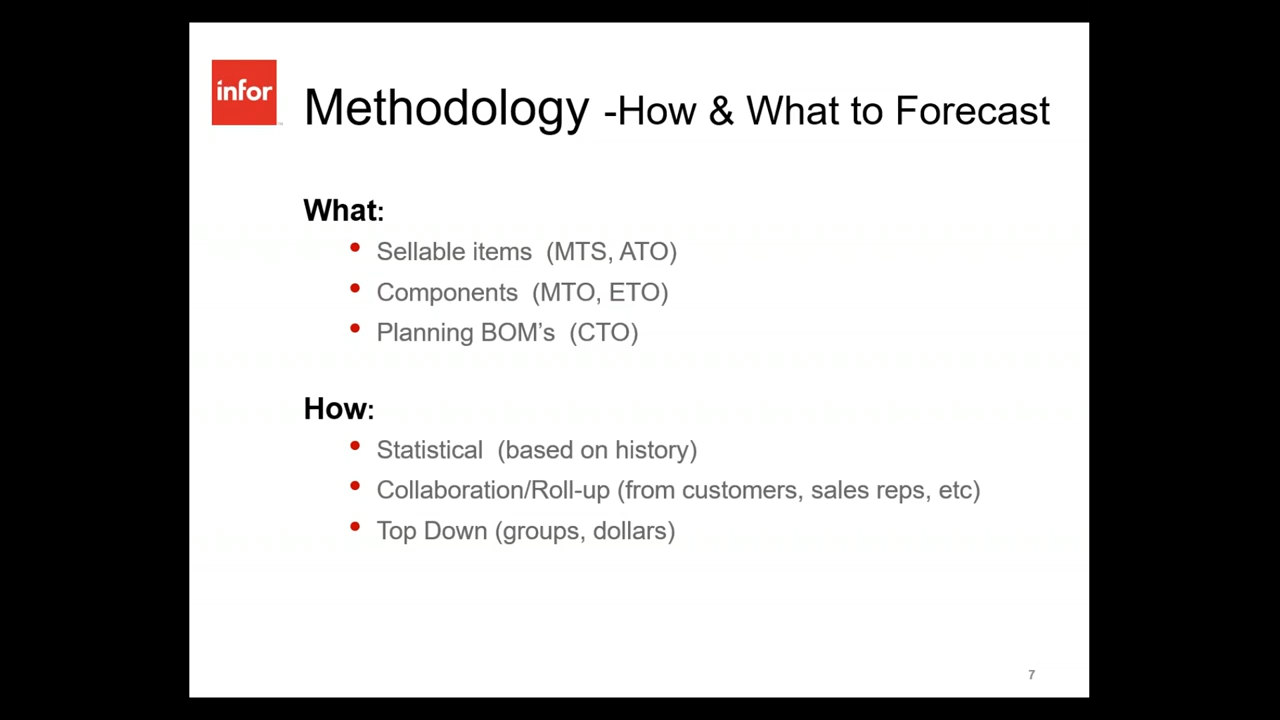 infor
Methodology -How & What to Forecast
What:
• Sellable items (MTS, ATO)
• Components (MTO, ETO)
• Planning BOM’s (CTO)
How:
• Statistical (based on history)
• Collaboration/Roll-up (from customers, sales reps, etc)
• Top Down (groups, dollars)
7